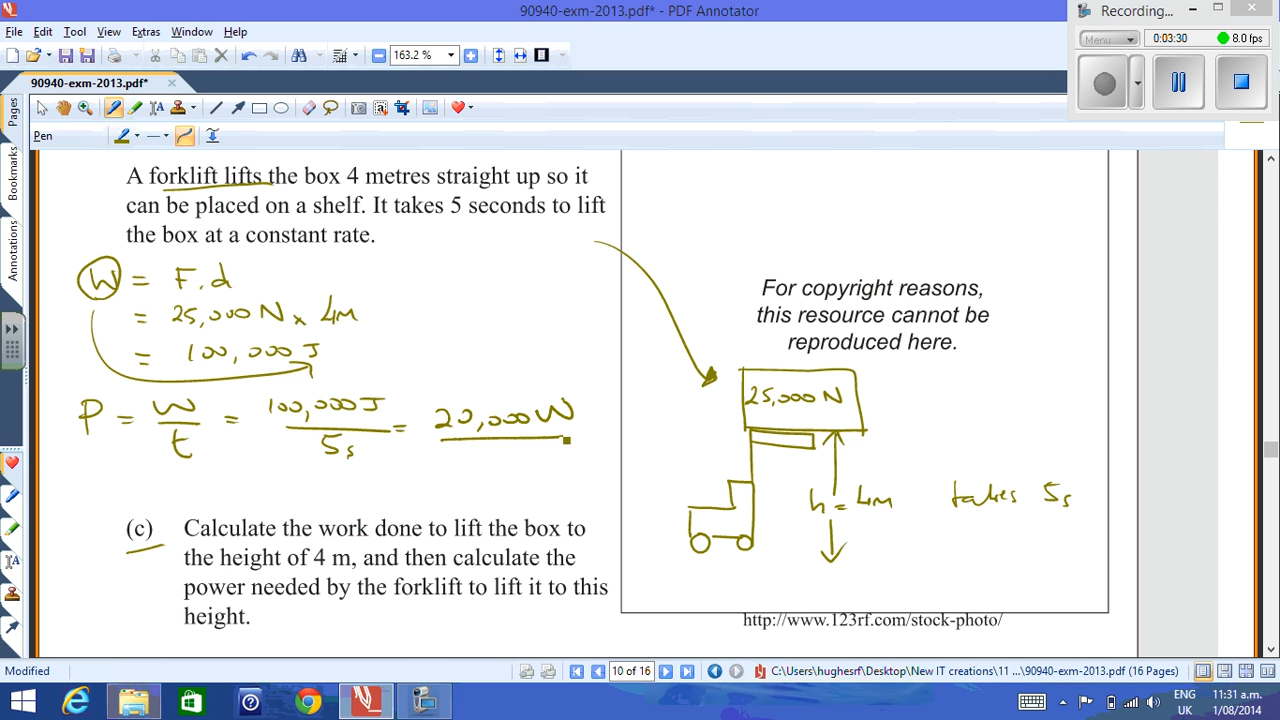 90940-exm-2013.pdf* - PDF Annotator
Recording...
File Edit Tool View Extras Window Help
Menu 0:03:30 8.0 fps
163.2 %
90940-exm-2013.pdf*
Pen
Pages
Bookmarks
Annotations
A forklift lifts the box 4 metres straight up so it
can be placed on a shelf. It takes 5 seconds to lift
the box at a constant rate.
W = F.d
= 25,000 N x 4m
= 100,000 J
P = W/t = 100,000 J / 5s = 20,000 W
(c) Calculate the work done to lift the box to
the height of 4 m, and then calculate the
power needed by the forklift to lift it to this
height.
For copyright reasons,
this resource cannot be
reproduced here.
25,000 N
h = 4m takes 5s
http://www.123rf.com/stock-photo/
Modified
10 of 16
C:\Users\hughesrf\Desktop\New IT creations\11 ...\90940-exm-2013.pdf (16 Pages)
ENG
UK
11:31 a.m.
1/08/2014